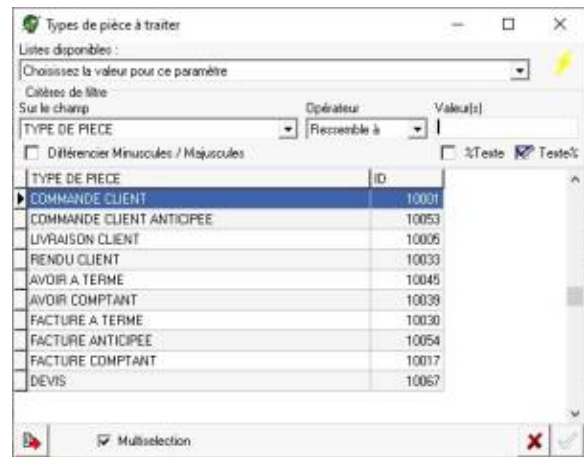 Types de pièce à traiter
Listes disponibles :
Choisissez la valeur pour ce paramètre
Critères de filtre
Sur le champ Opérateur Valeur(s)
TYPE DE PIECE Ressemble à
Différencier Minuscules / Majuscules %Texte Texte%
TYPE DE PIECE ID
COMMANDE CLIENT 10001
COMMANDE CLIENT ANTICIPEE 10053
LIVRAISON CLIENT 10005
RENDU CLIENT 10033
AVOIR A TERME 10045
AVOIR COMPTANT 10039
FACTURE A TERME 10030
FACTURE ANTICIPEE 10054
FACTURE COMPTANT 10017
DEVIS 10067
Multiselection